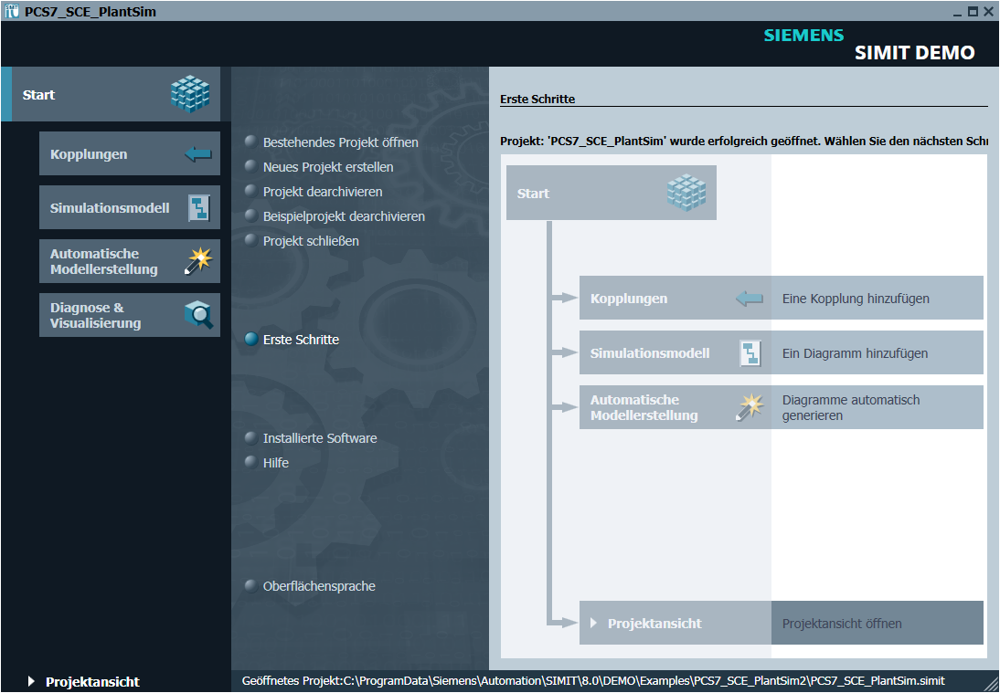 PCS7_SCE_PlantSim
SIEMENS
SIMIT DEMO
Start
Kopplungen
Simulationsmodell
Automatische
Modellerstellung
Diagnose &
Visualisierung
Projektansicht
Bestehendes Projekt öffnen
Neues Projekt erstellen
Projekt dearchivieren
Beispielprojekt dearchivieren
Projekt schließen
Erste Schritte
Installierte Software
Hilfe
Oberflächensprache
Erste Schritte
Projekt: 'PCS7_SCE_PlantSim' wurde erfolgreich geöffnet. Wählen Sie den nächsten
Start
Kopplungen
Eine Kopplung hinzufügen
Simulationsmodell
Ein Diagramm hinzufügen
Automatische
Modellerstellung
Diagramme automatisch
generieren
Projektansicht
Projektansicht öffnen
Geöffnetes Projekt:C:\ProgramData\Siemens\Automation\SIMIT\8.0\DEMO\Examples\PCS7_SCE_PlantSim2\PCS7_SCE_PlantSim.simit